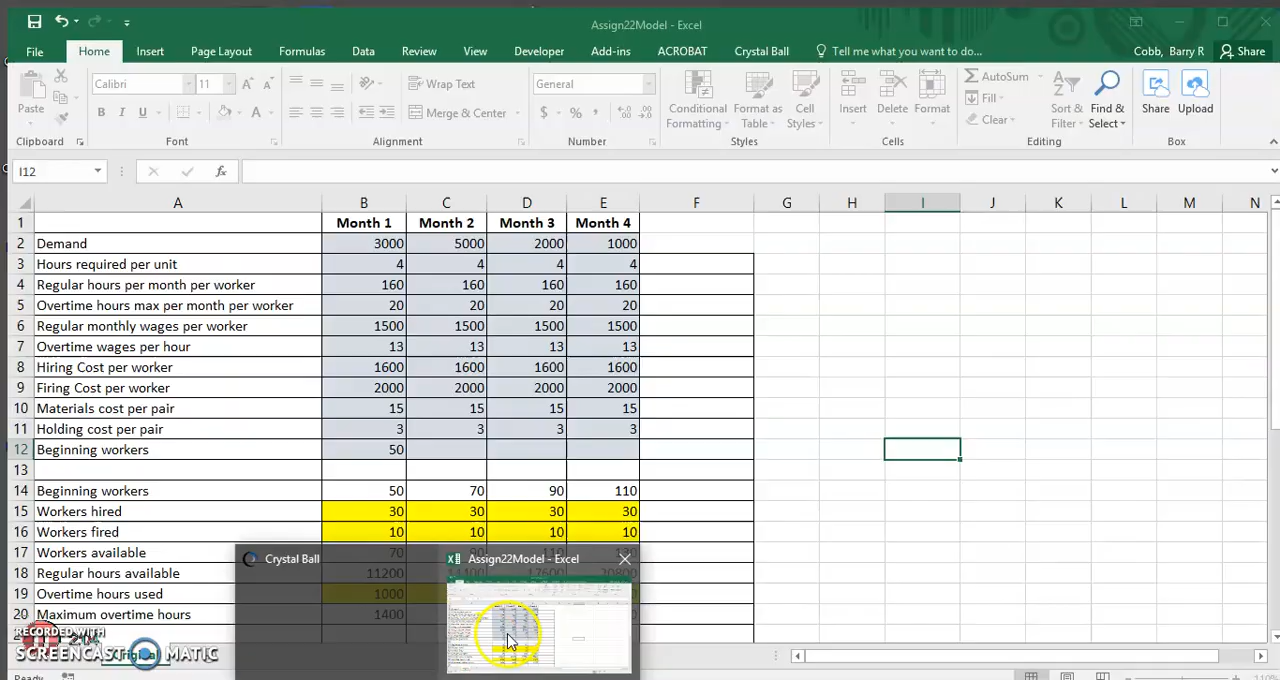 Assign22Model - Excel
File Home Insert Page Layout Formulas Data Review View Developer Add-ins ACROBAT Crystal Ball Tell me what you want to do... Cobb, Barry R Share
Paste Calibri 11 A A Wrap Text General Conditional Formatting Format as Table Cell Styles Insert Delete Format AutoSum Fill Clear Sort & Filter Find & Select Share Upload
B I U A Merge & Center $ %
Clipboard Font Alignment Number Styles Cells Editing Box
I12 fx
A B C D E F G H I J K L M N
1 Month 1 Month 2 Month 3 Month 4
2 Demand 3000 5000 2000 1000
3 Hours required per unit 4 4 4 4
4 Regular hours per month per worker 160 160 160 160
5 Overtime hours max per month per worker 20 20 20 20
6 Regular monthly wages per worker 1500 1500 1500 1500
7 Overtime wages per hour 13 13 13 13
8 Hiring Cost per worker 1600 1600 1600 1600
9 Firing Cost per worker 2000 2000 2000 2000
10 Materials cost per pair 15 15 15 15
11 Holding cost per pair 3 3 3 3
12 Beginning workers 50
13
14 Beginning workers 50 70 90 110
15 Workers hired 30 30 30 30
16 Workers fired 10 10 10 10
17 Workers available 70
Crystal Ball Assign22Model - Excel
18 Regular hours available 11200 14400 17600 20800
19 Overtime hours used 1000
20 Maximum overtime hours 1400
RECORDED WITH
SCREENCAST MATIC
Original
Ready 110%